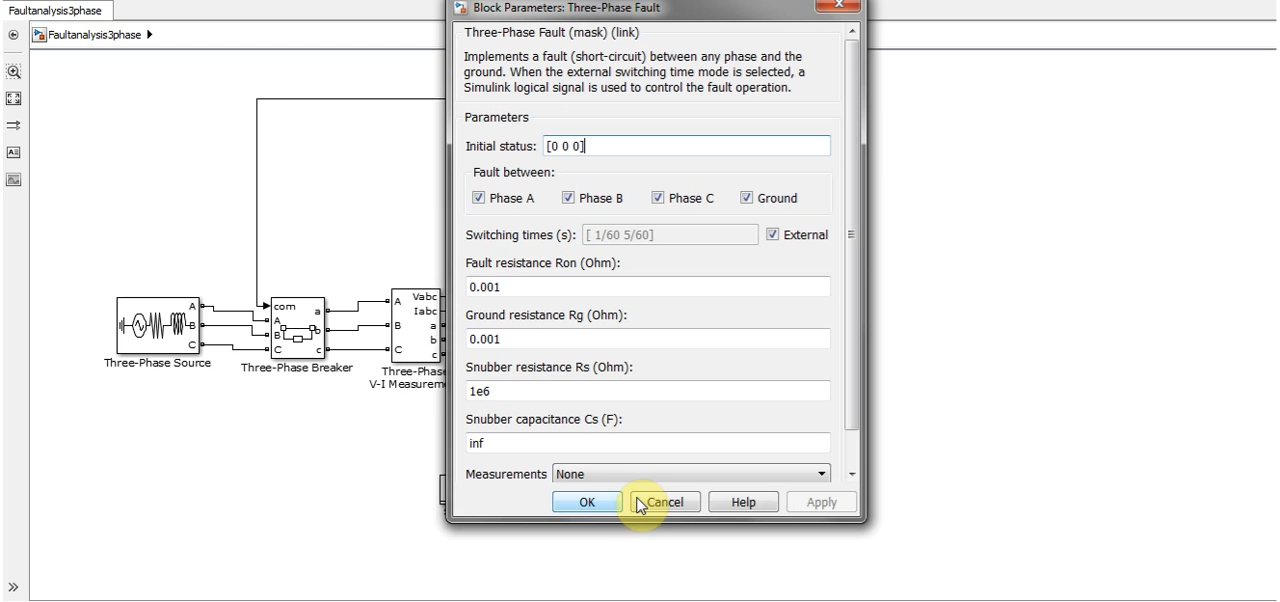 Faultanalysis3phase
Faultanalysis3phase
Block Parameters: Three-Phase Fault
Three-Phase Fault (mask) (link)
Implements a fault (short-circuit) between any phase and the
ground. When the external switching time mode is selected, a
Simulink logical signal is used to control the fault operation.
Parameters
Initial status: [0 0 0]
Fault between:
Phase A Phase B Phase C Ground
Switching times (s): [ 1/60 5/60] External
Fault resistance Ron (Ohm):
0.001
Ground resistance Rg (Ohm):
0.001
Snubber resistance Rs (Ohm):
1e6
Snubber capacitance Cs (F):
inf
Measurements None
OK Cancel Help Apply
A
B
C
Three-Phase Source
com
A
B
C
a
b
c
Three-Phase Breaker
A
B
C
Vabc
Iabc
a
b
c
Three-Phase
V-I Measurem